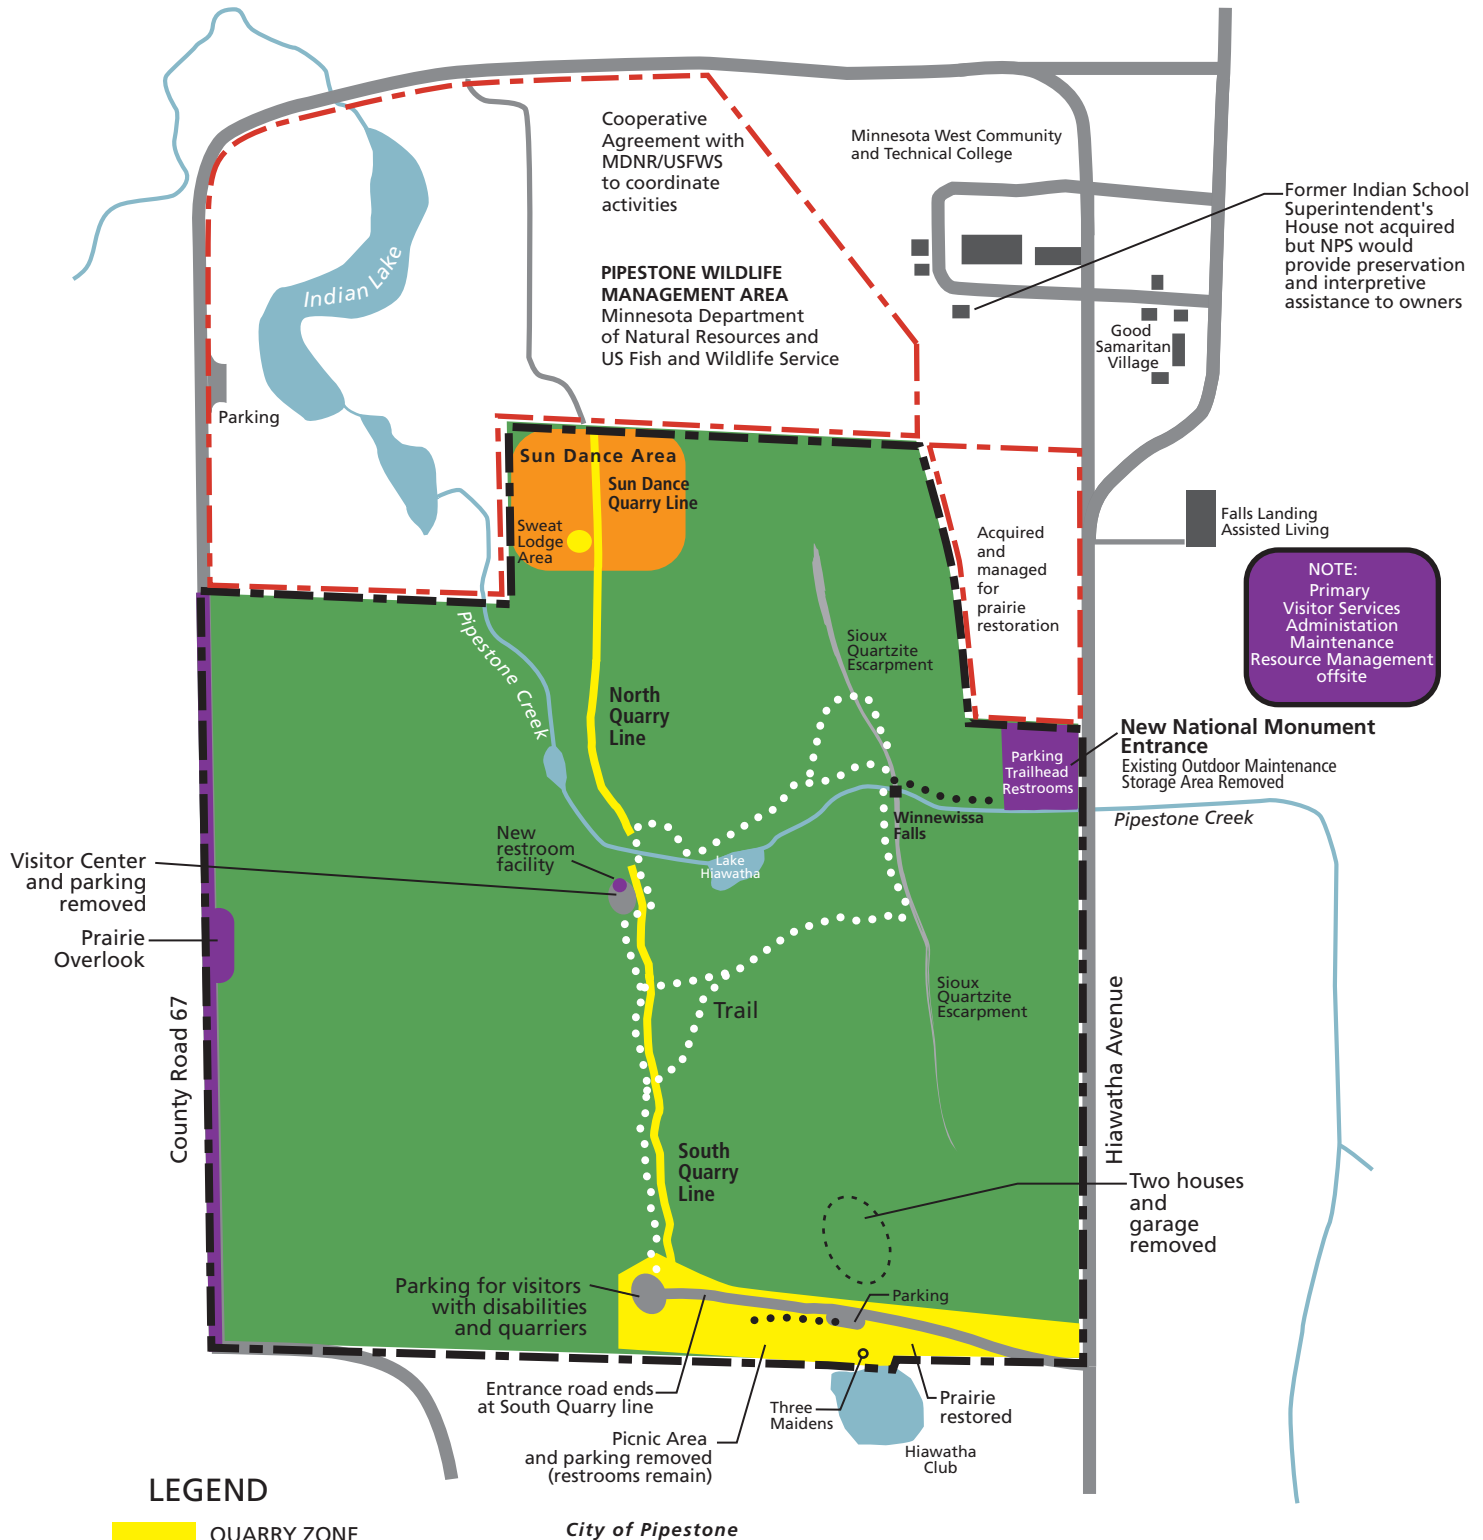 Cooperative
Agreement with
MDNR/USFWS
to coordinate
activities
Minnesota West Community
and Technical College
Former Indian School
Superintendent's
House not acquired
but NPS would
provide preservation
and interpretive
assistance to owners
Indian Lake
PIPESTONE WILDLIFE
MANAGEMENT AREA
Minnesota Department
of Natural Resources and
US Fish and Wildlife Service
Good
Samaritan
Village
Parking
Sun Dance Area
Sun Dance
Quarry Line
Sweat
Lodge
Area
Acquired
and
managed
for
prairie
restoration
Falls Landing
Assisted Living
NOTE:
Primary
Visitor Services
Administation
Maintenance
Resource Management
offsite
Pipestone Creek
Sioux
Quartzite
Escarpment
North
Quarry
Line
New National Monument
Entrance
Existing Outdoor Maintenance
Storage Area Removed
Parking
Trailhead
Restrooms
Pipestone Creek
Winnewissa
Falls
New
restroom
facility
Lake
Hiawatha
Visitor Center
and parking
removed
Prairie
Overlook
Trail
Sioux
Quartzite
Escarpment
County Road 67
Hiawatha Avenue
South
Quarry
Line
Two houses
and
garage
removed
Parking for visitors
with disabilities
and quarriers
Parking
Entrance road ends
at South Quarry line
Three
Maidens
Prairie
restored
Picnic Area
and parking removed
(restrooms remain)
Hiawatha
Club
LEGEND
QUARRY ZONE
City of Pipestone